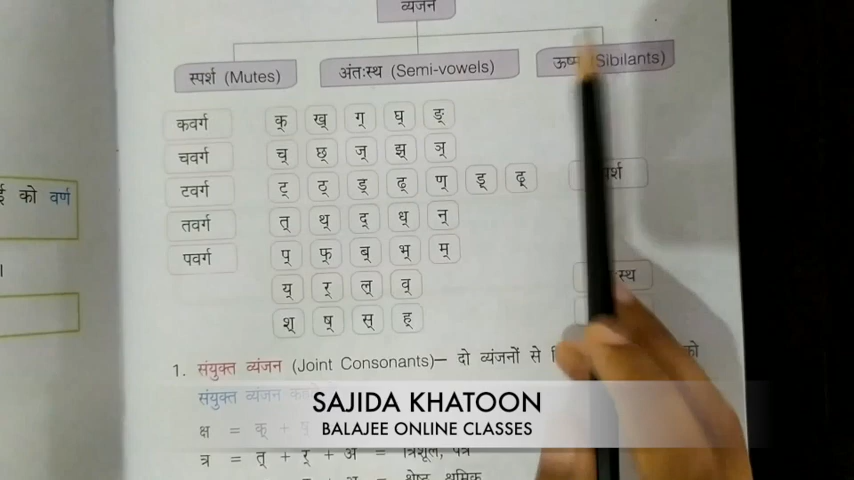 व्यंजन
स्पर्श (Mutes) अंतःस्थ (Semi-vowels) ऊष्म (Sibilants)
कवर्ग क् ख् ग् घ् ङ्
चवर्ग च् छ् ज् झ् ञ्
टवर्ग ट् ठ् ड् ढ् ण् ड़् ढ़्
तवर्ग त् थ् द् ध् न्
पवर्ग प् फ् ब् भ् म्
य् र् ल् व्
श् ष् स् ह्
को वर्ण
1. संयुक्त व्यंजन (Joint Consonants)— दो व्यंजनों से को
संयुक्त व्यंजन
SAJIDA KHATOON
BALAJEE ONLINE CLASSES
क्ष = क् + ष्
त्र = त् + र् + अ = त्रिशूल, पत्र
= श्रेष्ठ, श्रमिक